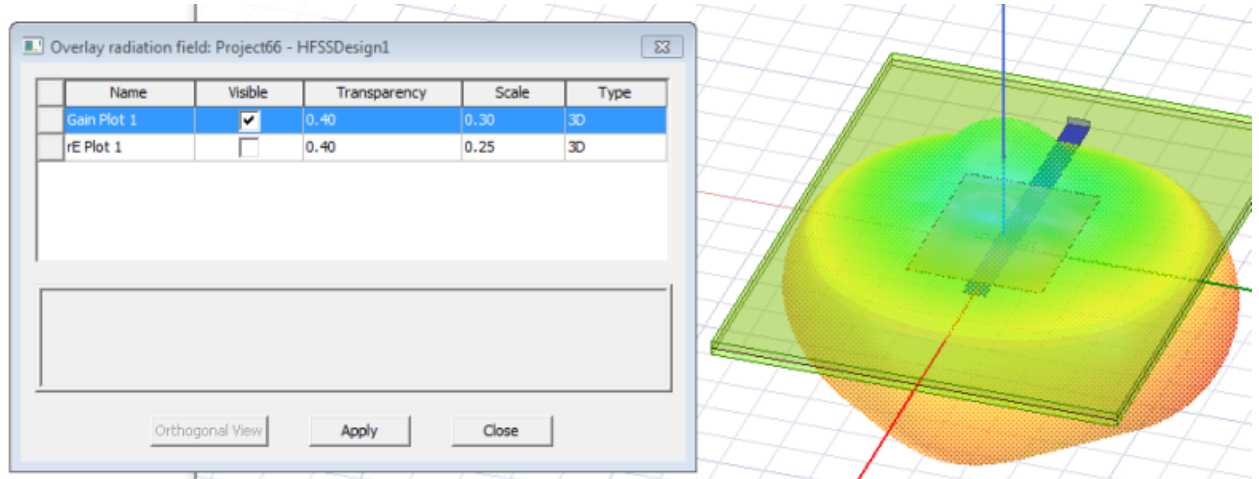 Overlay radiation field: Project66 - HFSSDesign1
Name Visible Transparency Scale Type
Gain Plot 1 0.40 0.30 3D
rE Plot 1 0.40 0.25 3D
Orthogonal View Apply Close